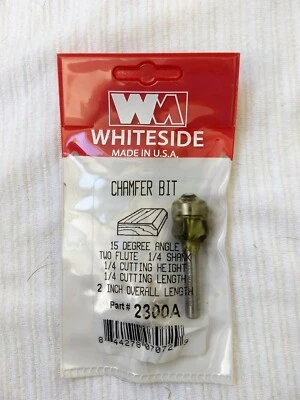 WM
WHITESIDE
MADE IN U.S.A.
CHAMFER BIT
15 DEGREE ANGLE
TWO FLUTE 1/4 SHANK
1/4 CUTTING HEIGHT
1/4 CUTTING LENGTH
2 INCH OVERALL LENGTH
Part # 2300A